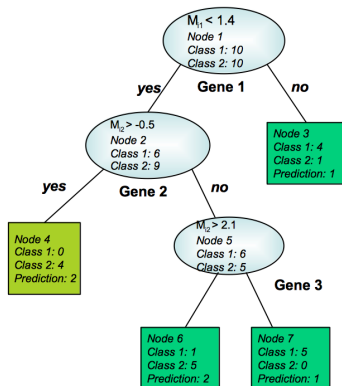 M_i1 < 1.4
Node 1
Class 1: 10
Class 2: 10
yes
Gene 1
no
M_i2 > -0.5
Node 2
Class 1: 6
Class 2: 9
Node 3
Class 1: 4
Class 2: 1
Prediction: 1
yes
Gene 2
no
Node 4
Class 1: 0
Class 2: 4
Prediction: 2
M_i2 > 2.1
Node 5
Class 1: 6
Class 2: 5
Gene 3
Node 6
Class 1: 1
Class 2: 5
Prediction: 2
Node 7
Class 1: 5
Class 2: 0
Prediction: 1